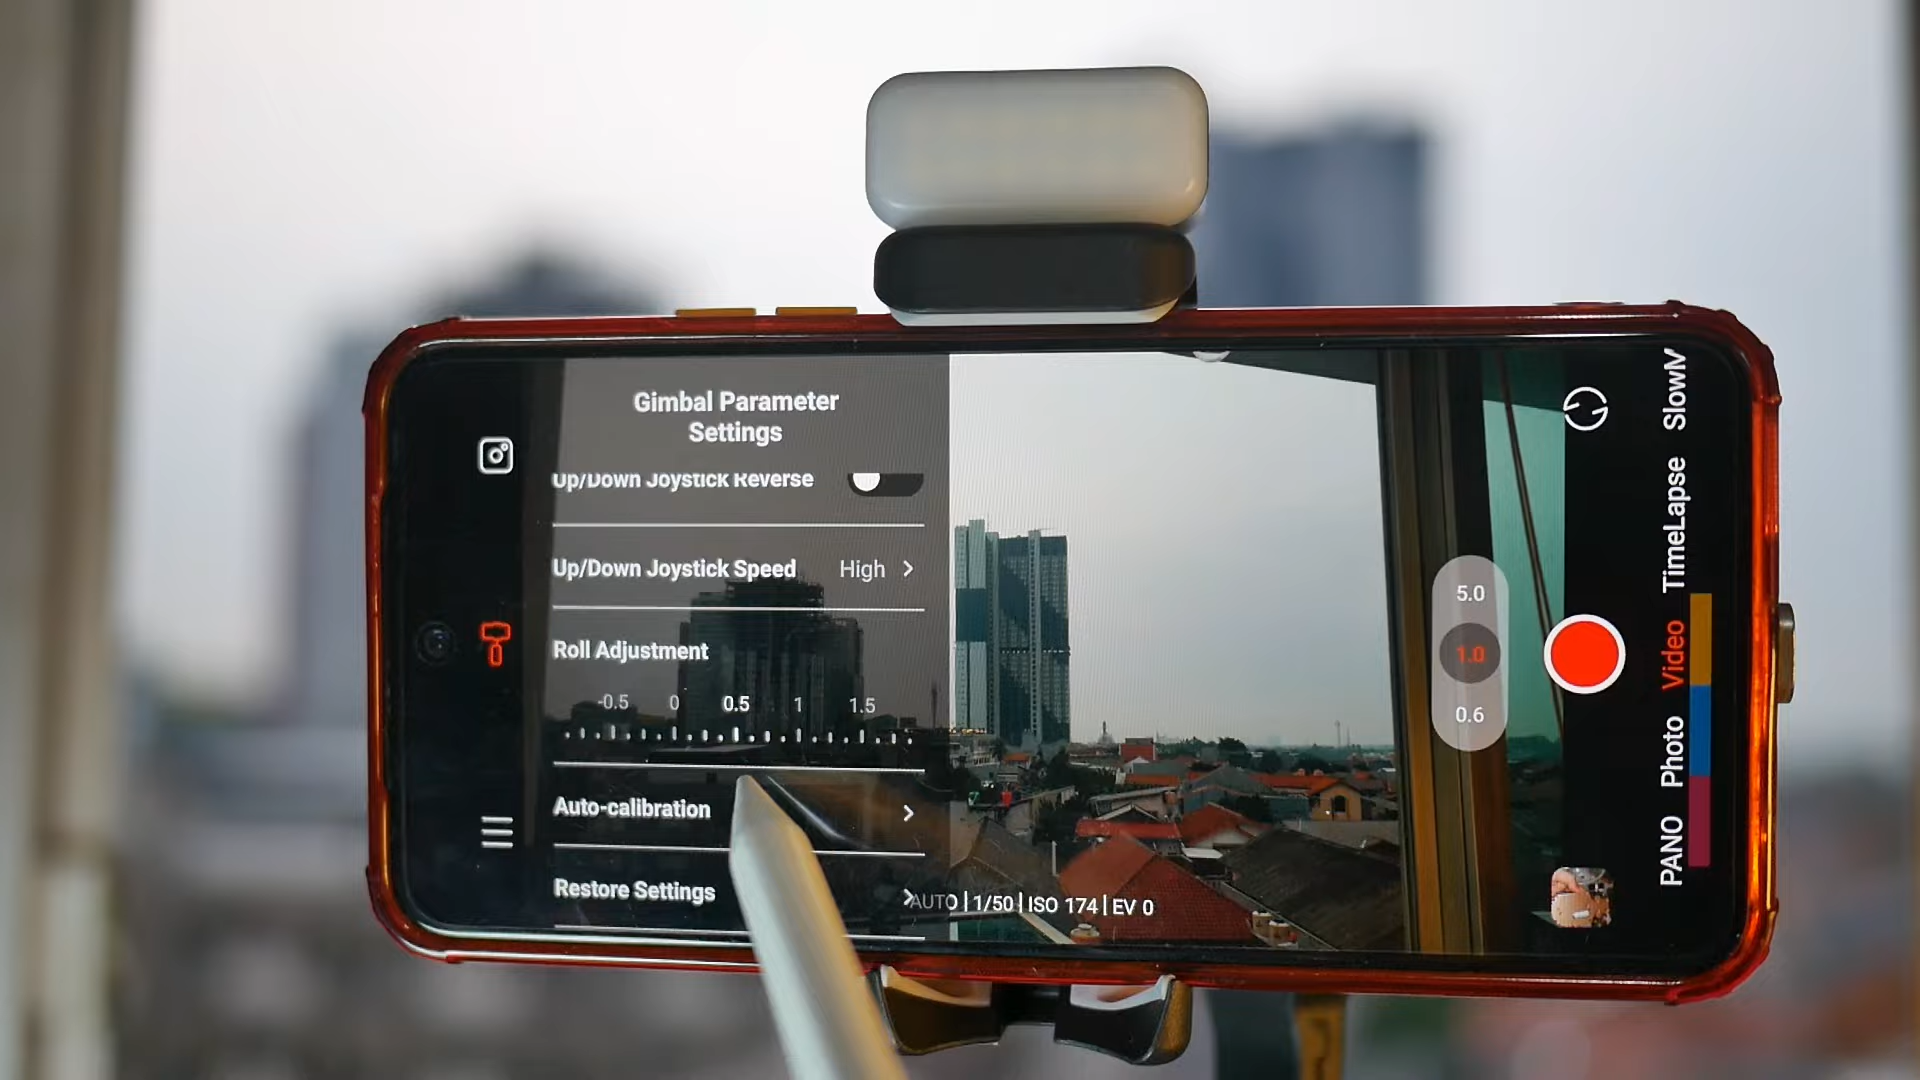 Gimbal Parameter
Settings
Up/Down Joystick Reverse
Up/Down Joystick Speed High >
Roll Adjustment
-0.5 0 0.5 1 1.5
Auto-calibration >
Restore Settings >
AUTO | 1/50 | ISO 174 | EV 0
5.0
1.0
0.6
SlowM
TimeLapse
Video
Photo
PANO